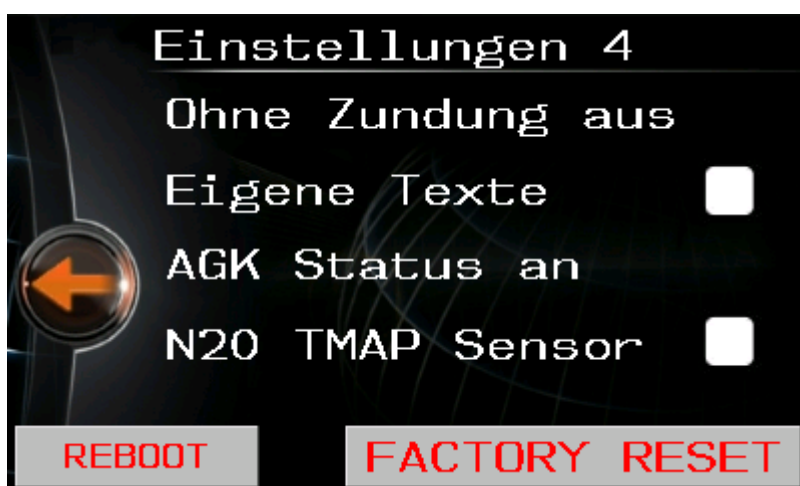 Einstellungen 4
Ohne Zundung aus
Eigene Texte
AGK Status an
N20 TMAP Sensor
REBOOT
FACTORY RESET